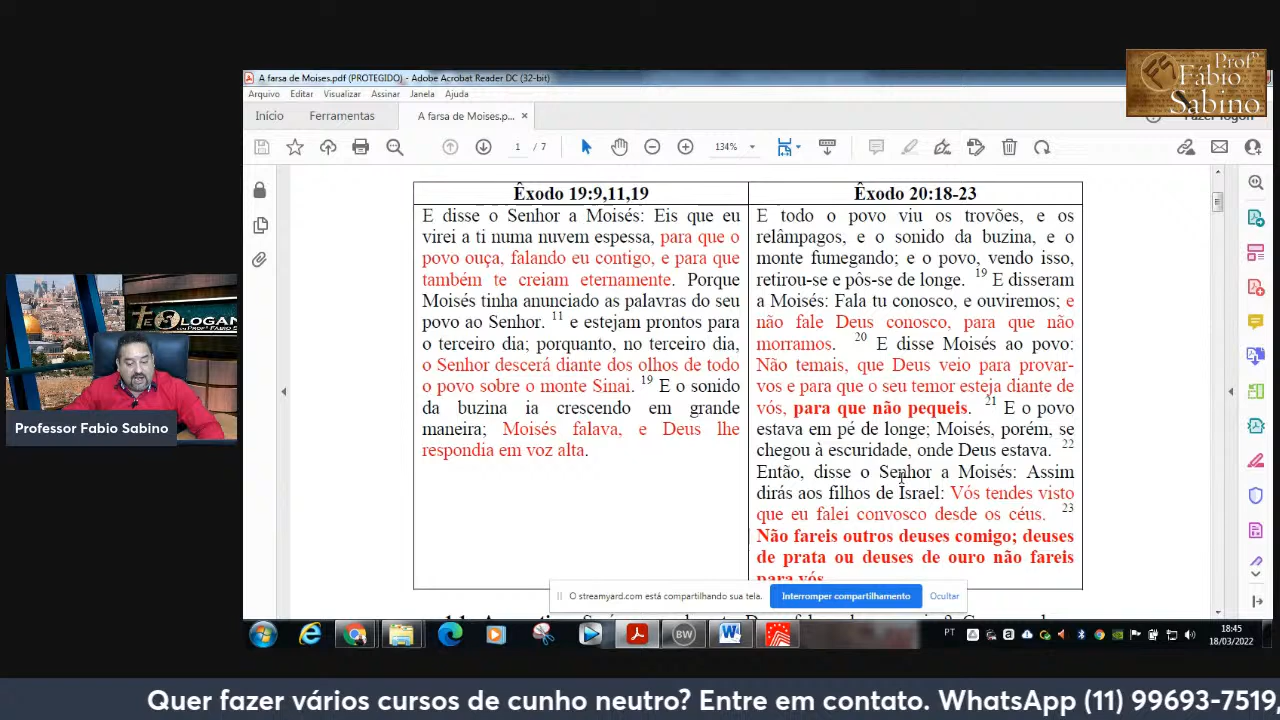 A farsa de Moises.pdf (PROTEGIDO) - Adobe Acrobat Reader DC (32-bit)
Profº
Fábio
Sabino
Arquivo Editar Visualizar Assinar Janela Ajuda
Início Ferramentas A farsa de Moises.p... ×
1 / 7 134%
Êxodo 19:9,11,19
E disse o Senhor a Moisés: Eis que eu
virei a ti numa nuvem espessa, para que o
povo ouça, falando eu contigo, e para que
também te creiam eternamente. Porque
Moisés tinha anunciado as palavras do seu
povo ao Senhor. 11 e estejam prontos para
o terceiro dia; porquanto, no terceiro dia,
o Senhor descerá diante dos olhos de todo
o povo sobre o monte Sinai. 19 E o sonido
da buzina ia crescendo em grande
maneira; Moisés falava, e Deus lhe
respondia em voz alta.
Êxodo 20:18-23
E todo o povo viu os trovões, e os
relâmpagos, e o sonido da buzina, e o
monte fumegando; e o povo, vendo isso,
retirou-se e pôs-se de longe. 19 E disseram
a Moisés: Fala tu conosco, e ouviremos; e
não fale Deus conosco, para que não
morramos. 20 E disse Moisés ao povo:
Não temais, que Deus veio para provar-
vos e para que o seu temor esteja diante de
vós, para que não pequeis. 21 E o povo
estava em pé de longe; Moisés, porém, se
chegou à escuridade, onde Deus estava. 22
Então, disse o Senhor a Moisés: Assim
dirás aos filhos de Israel: Vós tendes visto
que eu falei convosco desde os céus. 23
Não fareis outros deuses comigo; deuses
de prata ou deuses de ouro não fareis
para vós
O streamyard.com está compartilhando sua tela. Interromper compartilhamento Ocultar
Professor Fabio Sabino
BW
PT
18:45
18/03/2022
Quer fazer vários cursos de cunho neutro? Entre em contato. WhatsApp (11) 99693-7519,